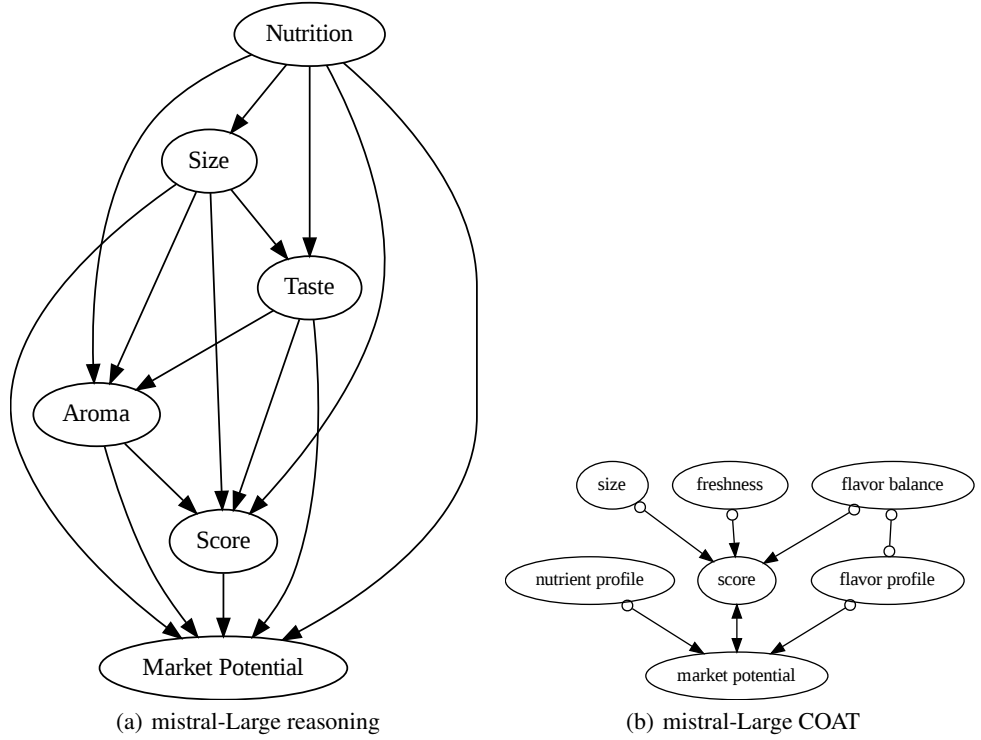 Nutrition
Size
Taste
Aroma
Score
Market Potential
(a) mistral-Large reasoning
size
freshness
flavor balance
nutrient profile
score
flavor profile
market potential
(b) mistral-Large COAT